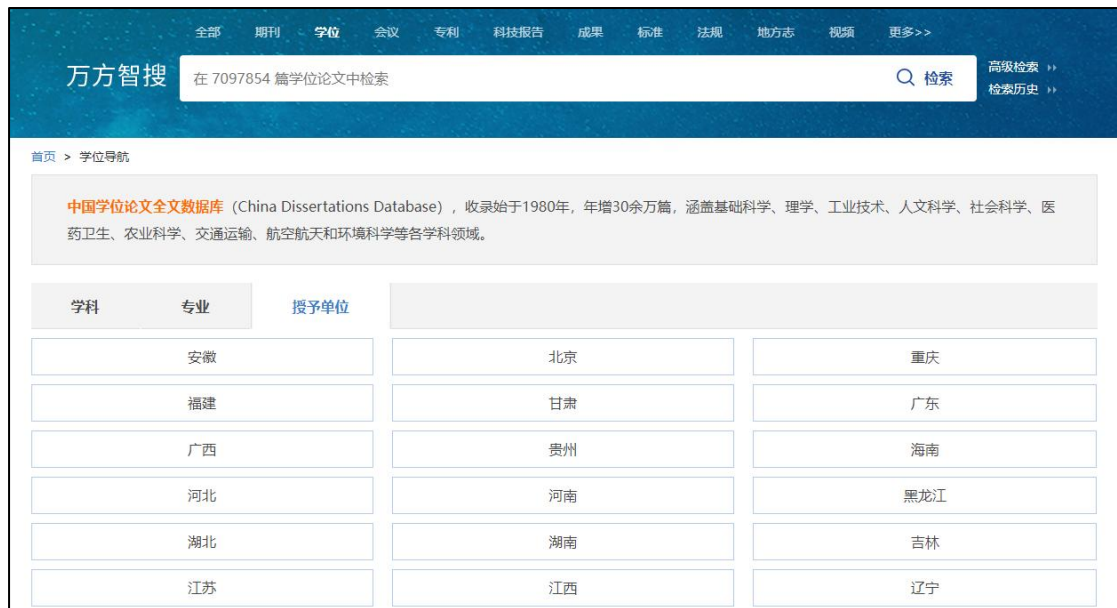 全部 期刊 学位 会议 专利 科技报告 成果 标准 法规 地方志 视频 更多>>
万方智搜 在 7097854 篇学位论文中检索 检索 高级检索
检索历史
首页 > 学位导航
中国学位论文全文数据库（China Dissertations Database），收录始于1980年，年增30余万篇，涵盖基础科学、理学、工业技术、人文科学、社会科学、医
药卫生、农业科学、交通运输、航空航天和环境科学等各学科领域。
学科 专业 授予单位
安徽 北京 重庆
福建 甘肃 广东
广西 贵州 海南
河北 河南 黑龙江
湖北 湖南 吉林
江苏 江西 辽宁